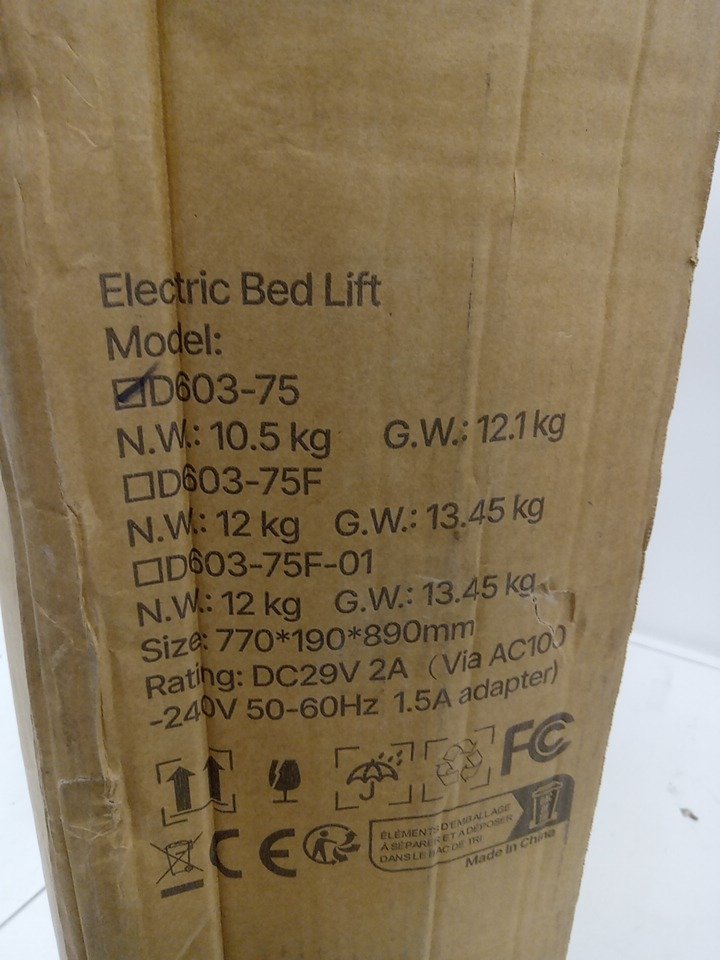 Electric Bed Lift
Model:
D603-75
N.W.: 10.5 kg G.W.: 12.1 kg
D603-75F
N.W.: 12 kg G.W.: 13.45 kg
D603-75F-01
N.W.: 12 kg G.W.: 13.45 kg
Size: 770*190*890mm
Rating: DC29V 2A (Via AC100
-240V 50-60Hz 1.5A adapter)
FC
CE
ÉLÉMENTS D'EMBALLAGE
À SÉPARER ET À DÉPOSER
DANS LE BAC DE TRI
Made In China